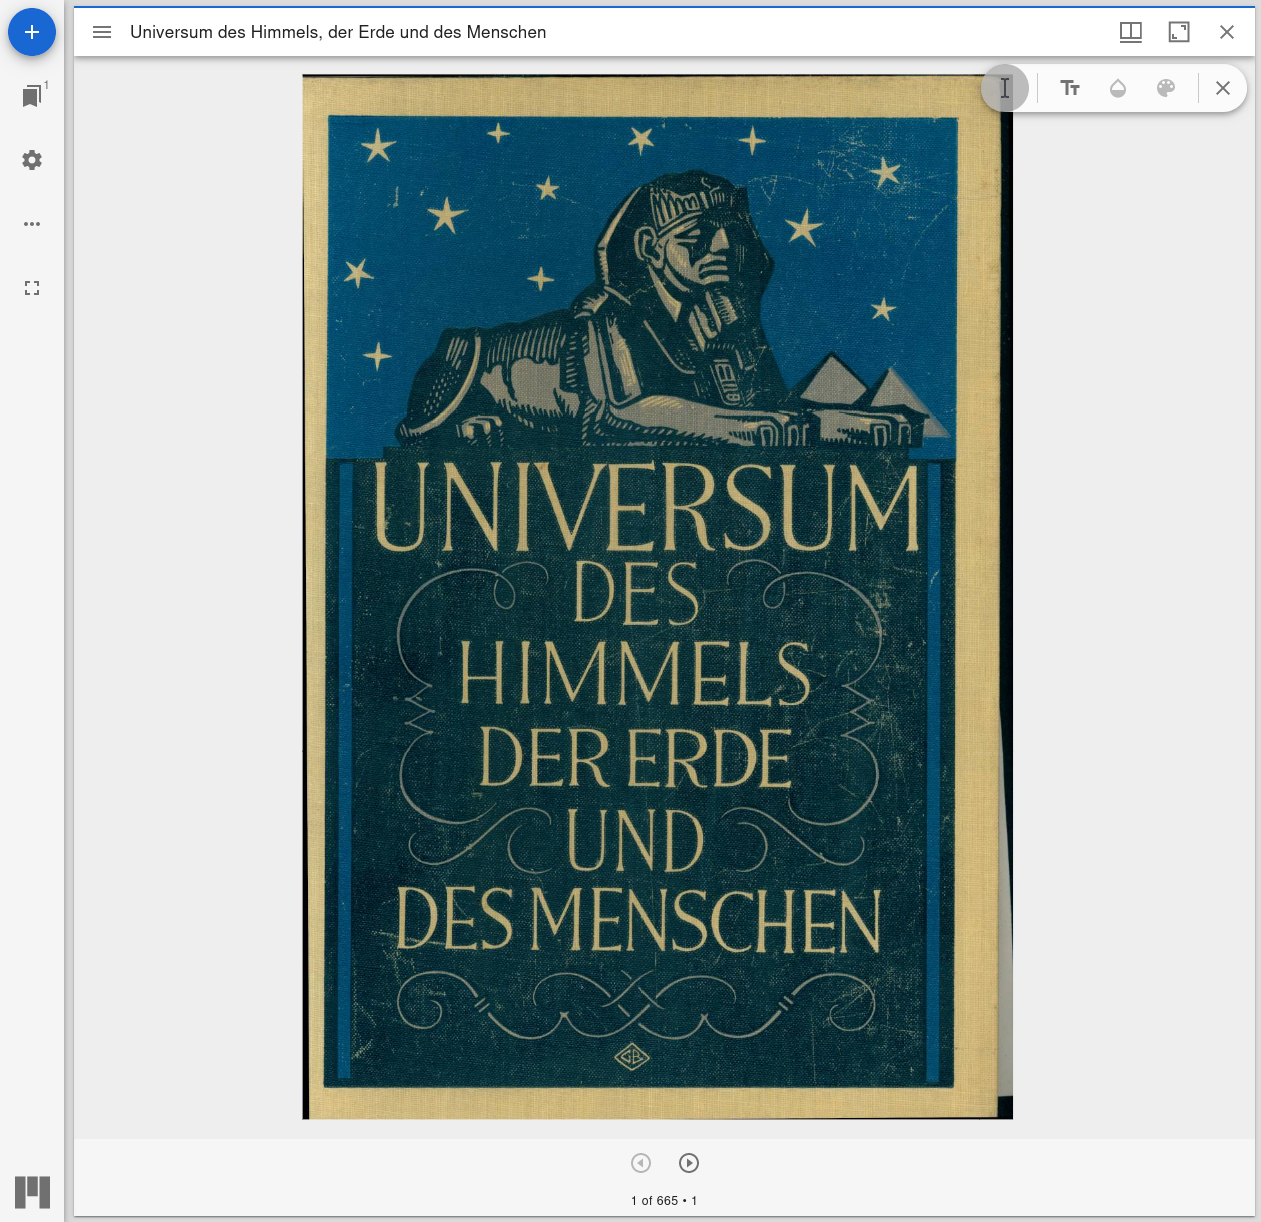 Universum des Himmels, der Erde und des Menschen
1
UNIVERSUM
DES
HIMMELS
DER ERDE
UND
DES MENSCHEN
GB
1 of 665 • 1